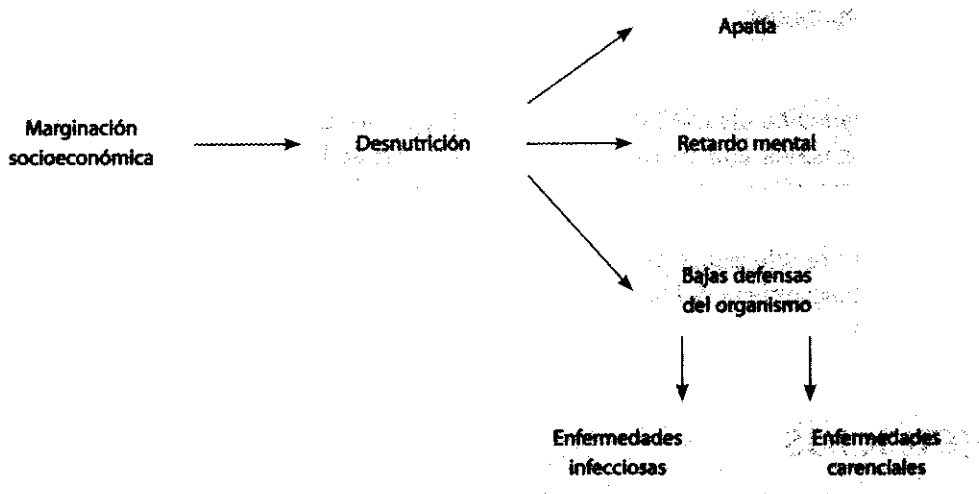 Apatía
Marginación
socioeconómica
Desnutrición
Retardo mental
Bajas defensas
del organismo
Enfermedades
infecciosas
Enfermedades
carenciales